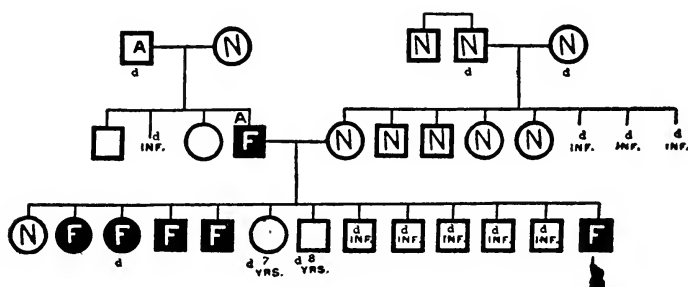 A N N N N
d d d
A
d F N N N N N d d d
INF. INF. INF. INF.
N F F F F d d d d d F
INF. INF. INF. INF. INF.
d d 7 d 8
YRS. YRS.